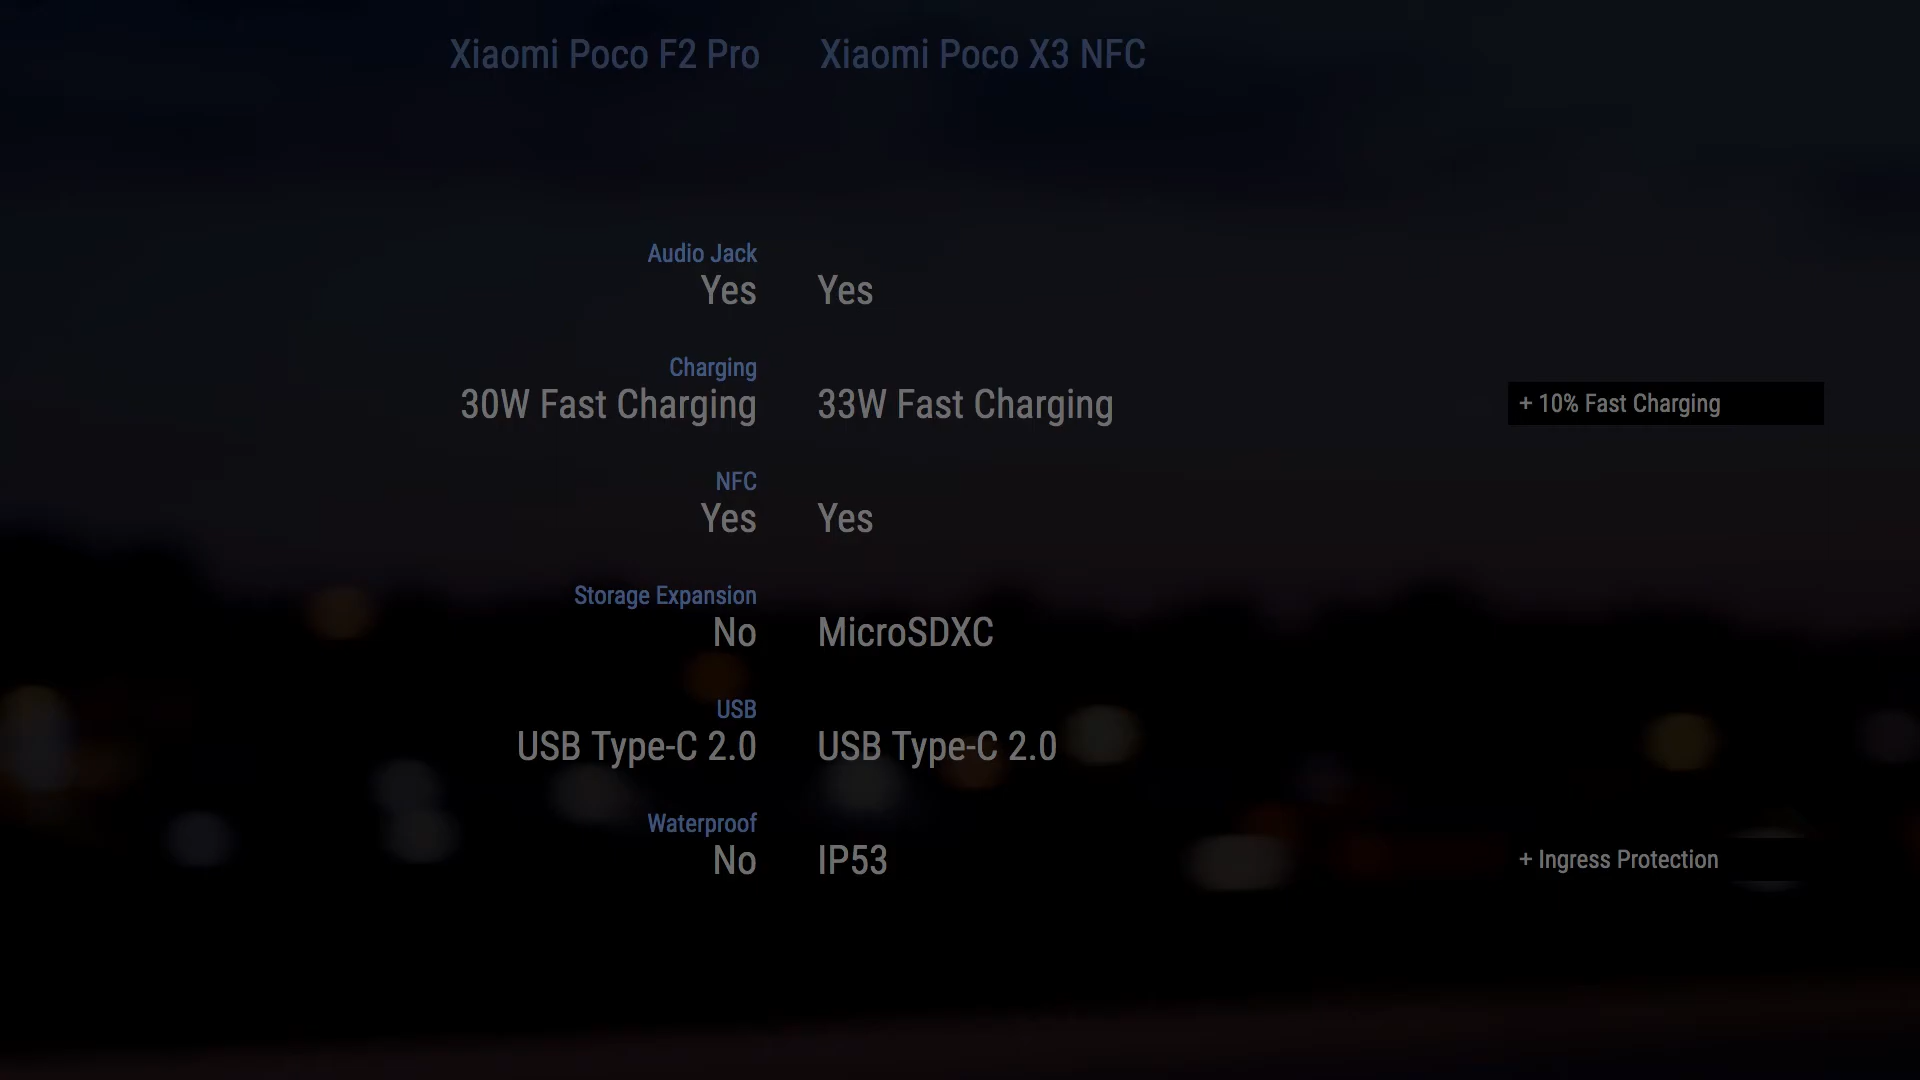 Xiaomi Poco F2 Pro Xiaomi Poco X3 NFC
Audio Jack
Yes Yes
Charging
30W Fast Charging 33W Fast Charging + 10% Fast Charging
NFC
Yes Yes
Storage Expansion
No MicroSDXC
USB
USB Type-C 2.0 USB Type-C 2.0
Waterproof
No IP53 + Ingress Protection